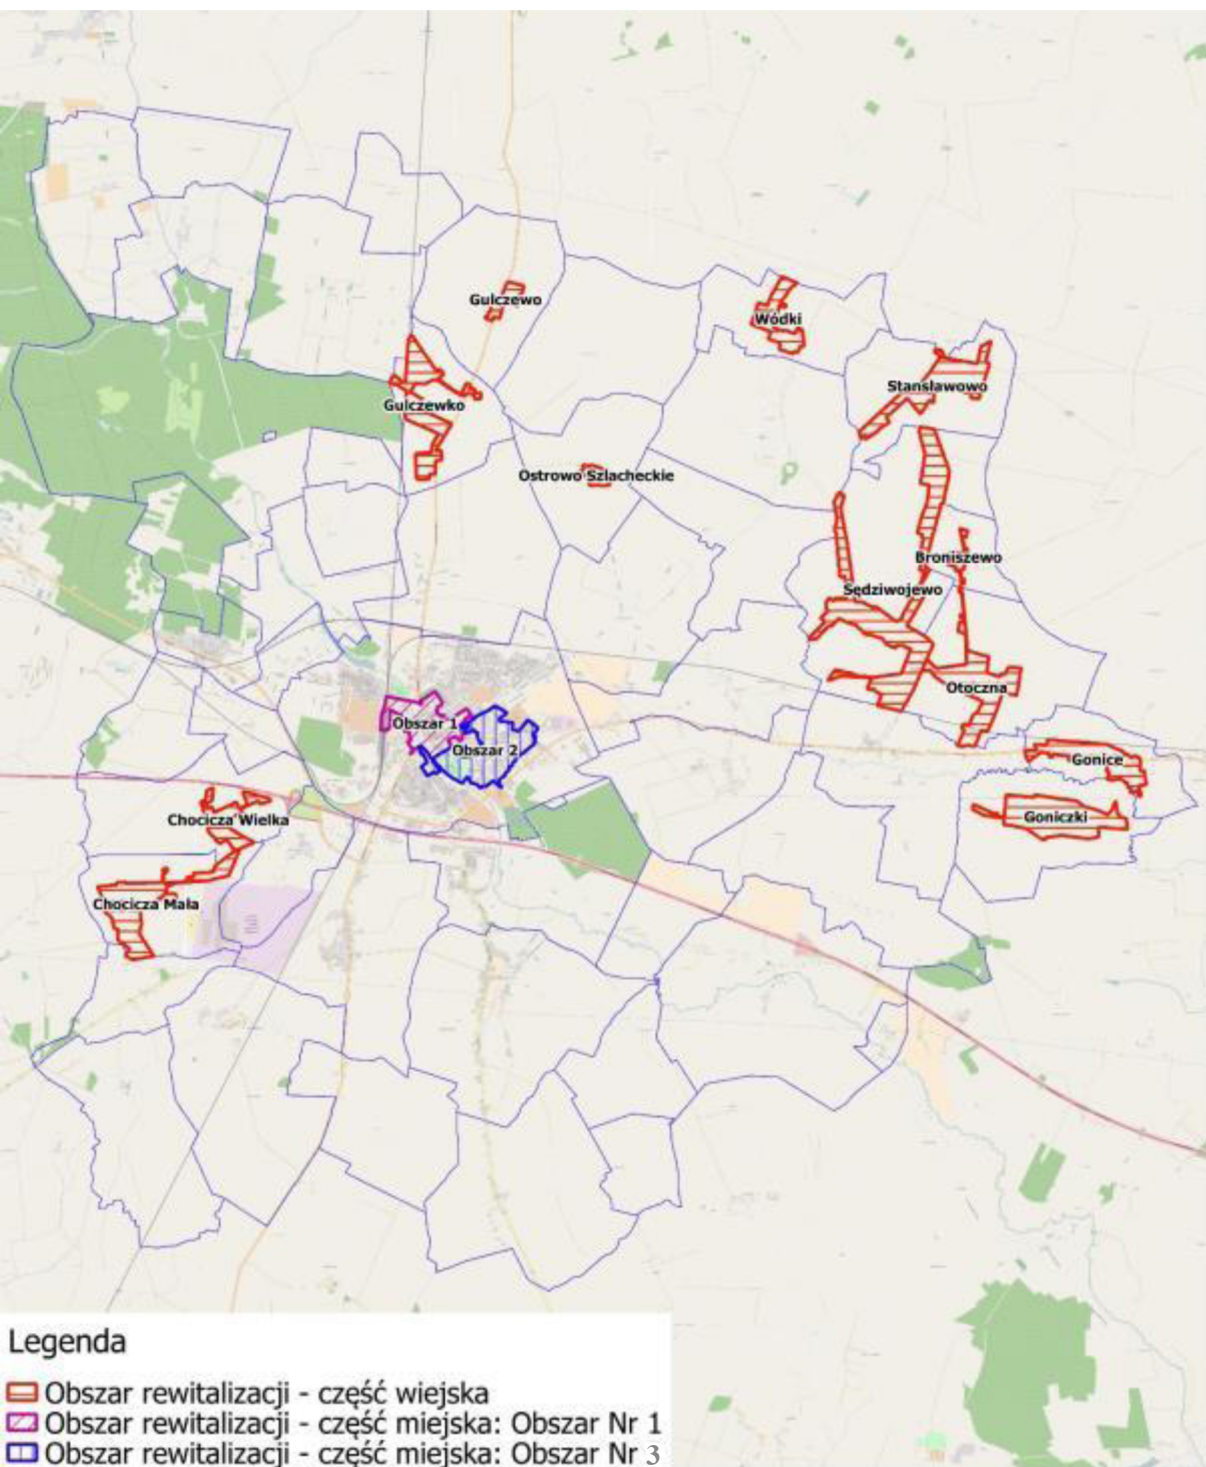 Gulczewo
Wódki
Stansławowo
Gulczewko
Ostrowo Szlacheckie
Broniszewo
Sędziwojewo
Otoczna
Obszar 1
Obszar 2
Gonice
Goniczki
Chocicza Wielka
Chocicza Mała
Legenda
Obszar rewitalizacji - część wiejska
Obszar rewitalizacji - część miejska: Obszar Nr 1
Obszar rewitalizacji - część miejska: Obszar Nr 3